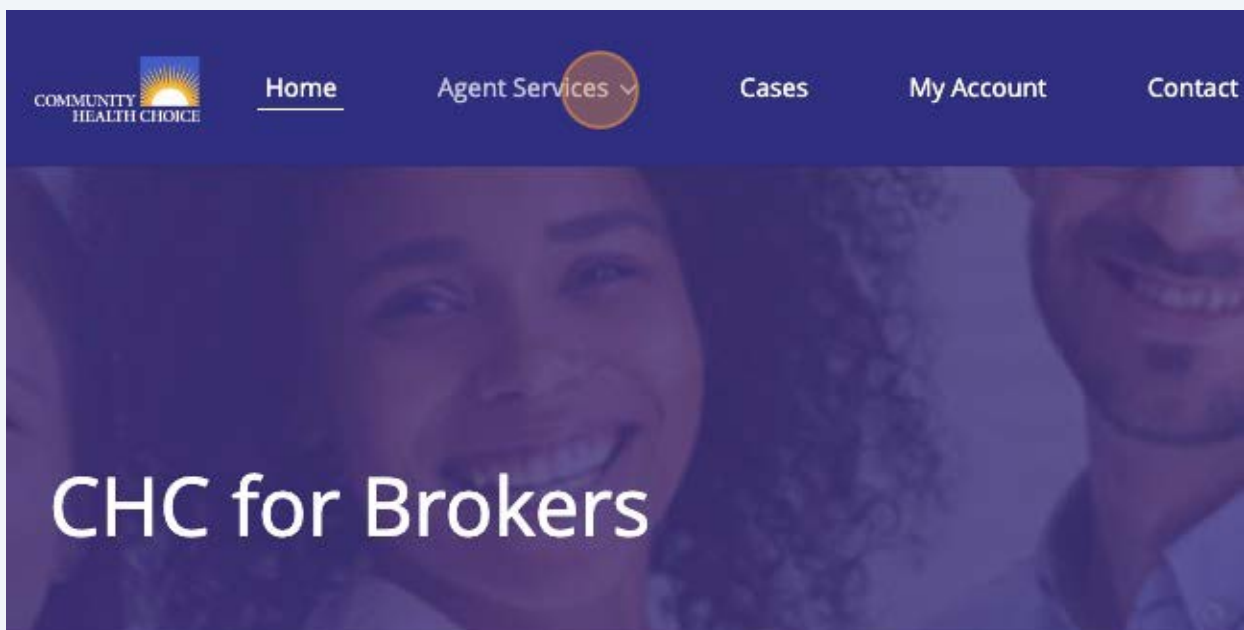 COMMUNITY
HEALTH CHOICE
Home
Agent Services
Cases
My Account
Contact
CHC for Brokers